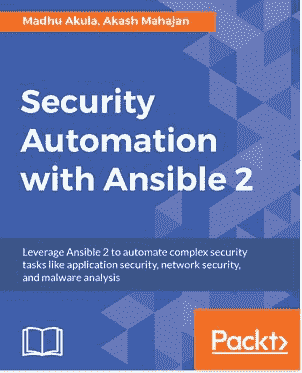 Madhu Akula, Akash Mahajan
Security
Automation
with Ansible 2
Leverage Ansible 2 to automate complex security
tasks like application security, network security,
and malware analysis
Packt>